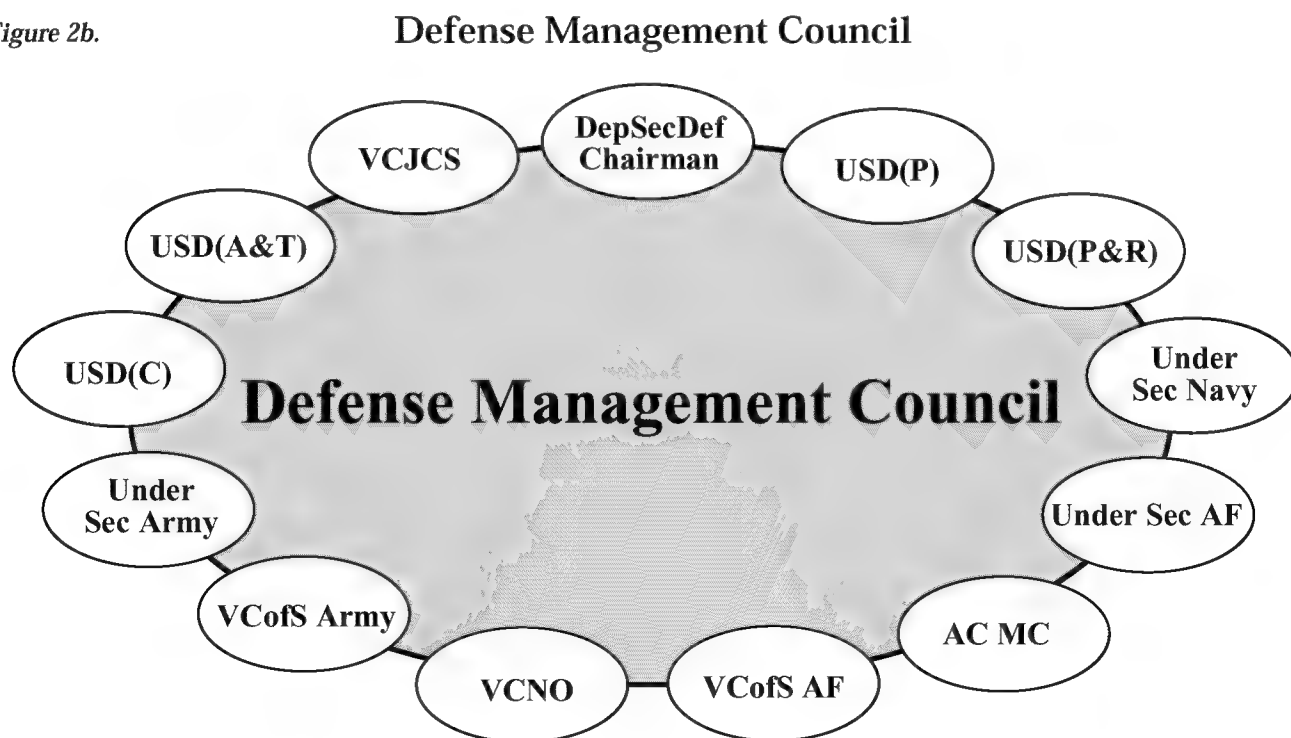 igure 2b.
Defense Management Council
DepSecDef
Chairman
VCJCS
USD(P)
USD(A&T)
USD(P&R)
USD(C)
Under
Sec Navy
Defense Management Council
Under
Sec Army
Under Sec AF
VCofS Army
AC MC
VCNO
VCofS AF